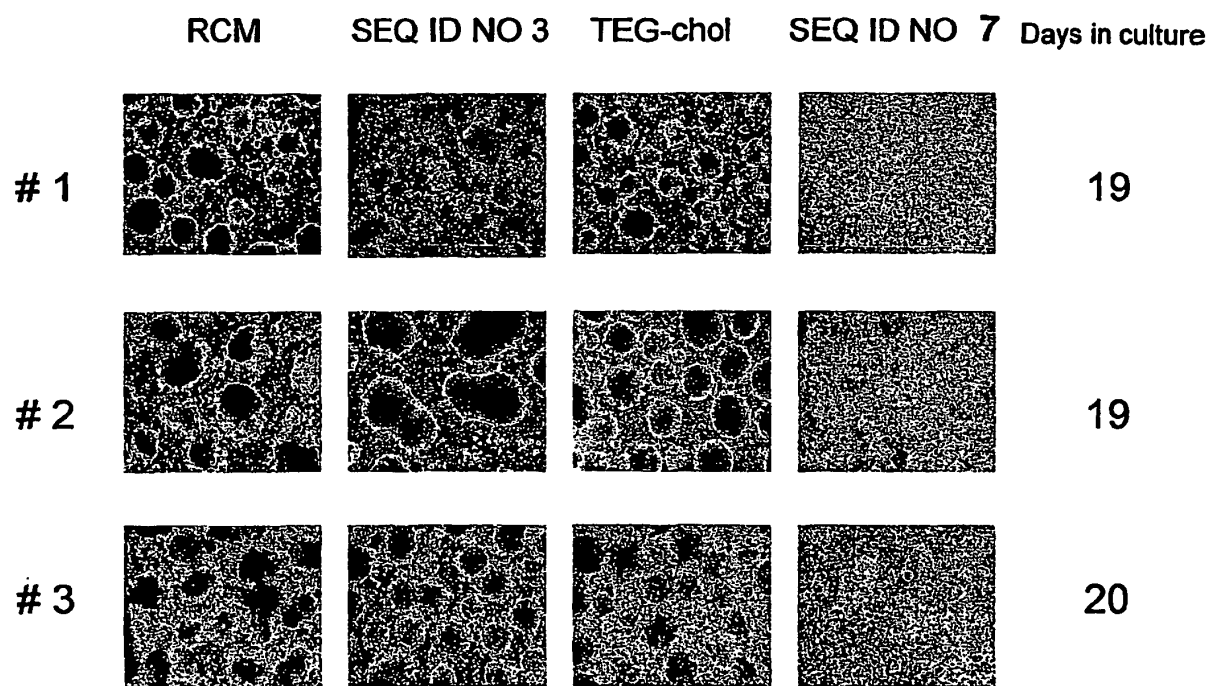 RCM SEQ ID NO 3 TEG-chol SEQ ID NO 7 Days in culture
# 1 19
# 2 19
# 3 20